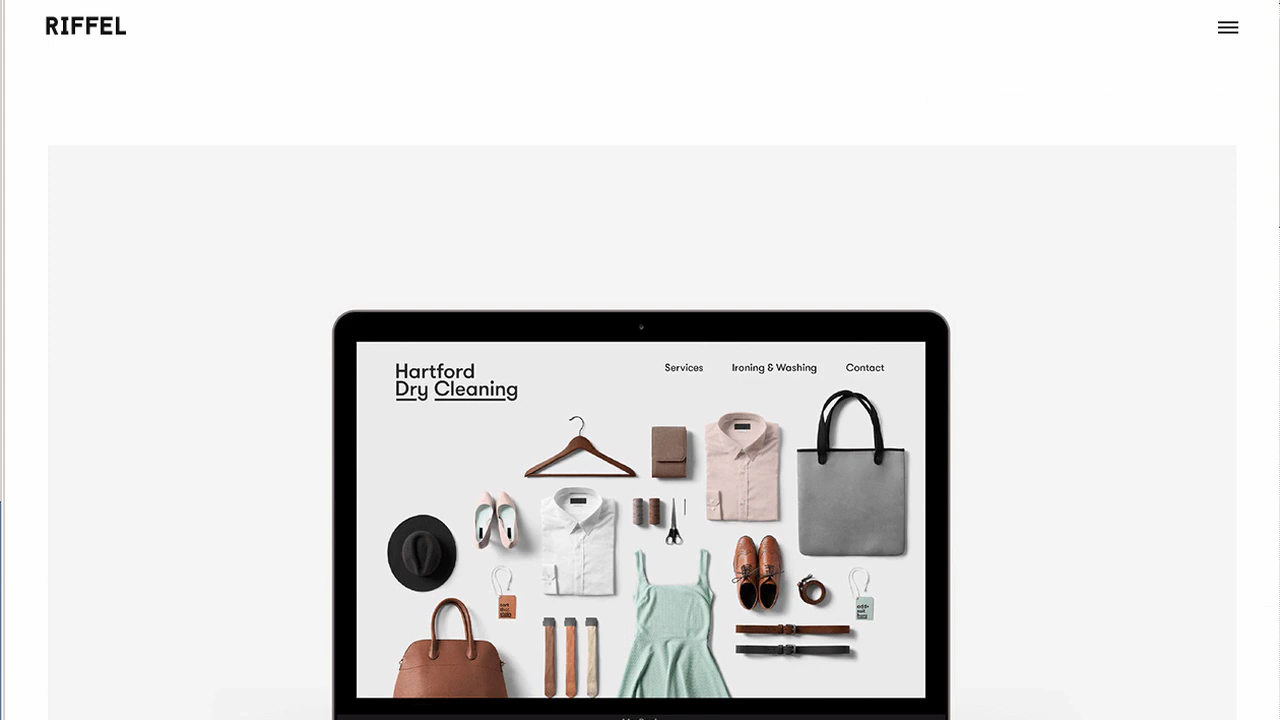 RIFFEL
Hartford
Dry Cleaning
Services
Ironing & Washing
Contact